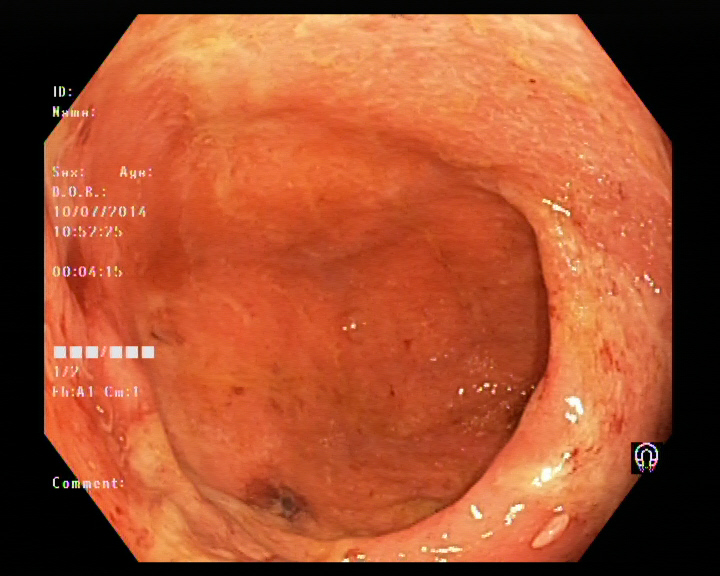 ID:
Name:
Sex: Age:
D.O.B.:
10/07/2014
10:52:25
00:04:15
■■■/■■■
1/2
Eh:A1 Cm:1
Comment: